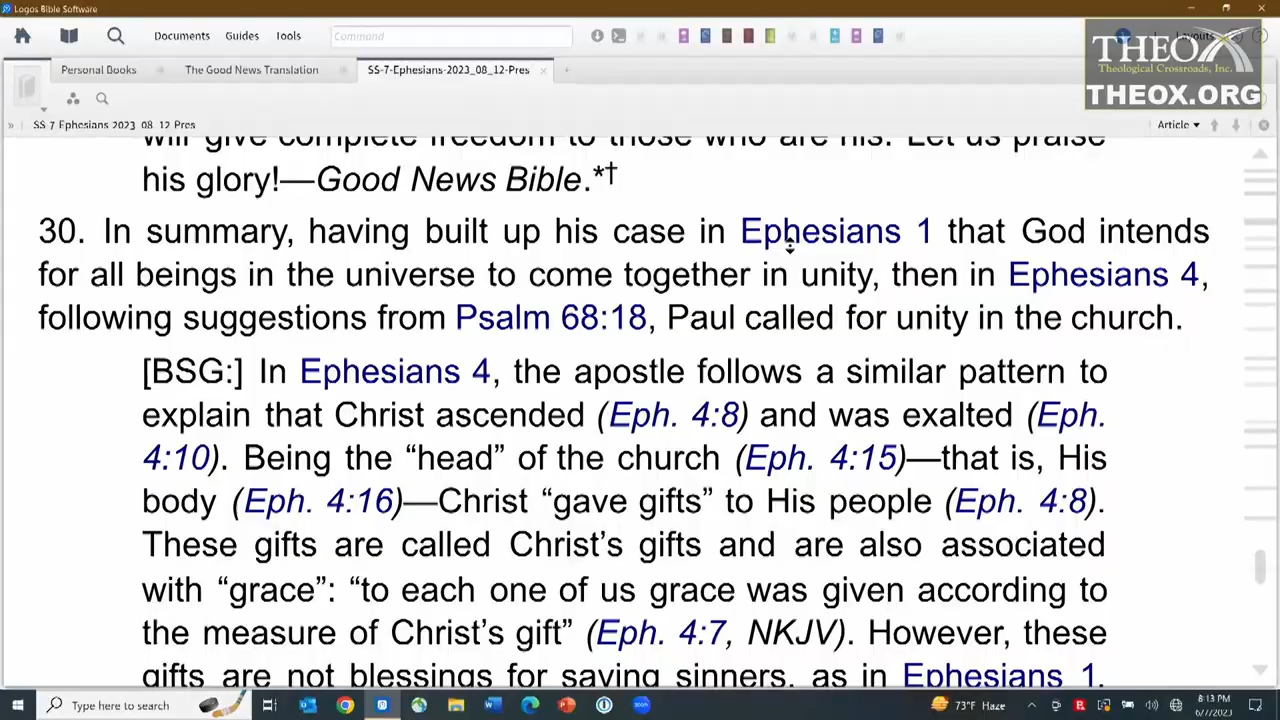 Logos Bible Software
Documents Guides Tools Command Layouts
THEOX
Theological Crossroads, Inc.
THEOX.ORG
Personal Books The Good News Translation SS-7-Ephesians-2023_08_12-Pres
SS-7-Ephesians-2023_08_12-Pres Article
will give complete freedom to those who are his. Let us praise
his glory!—Good News Bible.*†
30. In summary, having built up his case in Ephesians 1 that God intends
for all beings in the universe to come together in unity, then in Ephesians 4,
following suggestions from Psalm 68:18, Paul called for unity in the church.
[BSG:] In Ephesians 4, the apostle follows a similar pattern to
explain that Christ ascended (Eph. 4:8) and was exalted (Eph.
4:10). Being the “head” of the church (Eph. 4:15)—that is, His
body (Eph. 4:16)—Christ “gave gifts” to His people (Eph. 4:8).
These gifts are called Christ’s gifts and are also associated
with “grace”: “to each one of us grace was given according to
the measure of Christ’s gift” (Eph. 4:7, NKJV). However, these
gifts are not blessings for saving sinners, as in Ephesians 1.
Type here to search 73°F Haze 8:13 PM
6/7/2023